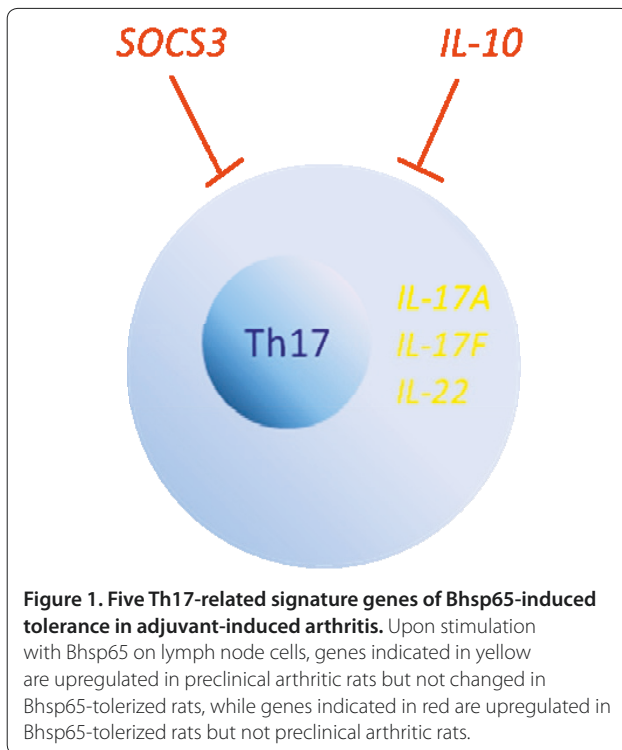 SOCS3 IL-10
IL-17A
Th17
IL-17F
IL-22
Figure 1. Five Th17-related signature genes of Bhsp65-induced
tolerance in adjuvant-induced arthritis. Upon stimulation
with Bhsp65 on lymph node cells, genes indicated in yellow
are upregulated in preclinical arthritic rats but not changed in
Bhsp65-tolerized rats, while genes indicated in red are upregulated in
Bhsp65-tolerized rats but not preclinical arthritic rats.